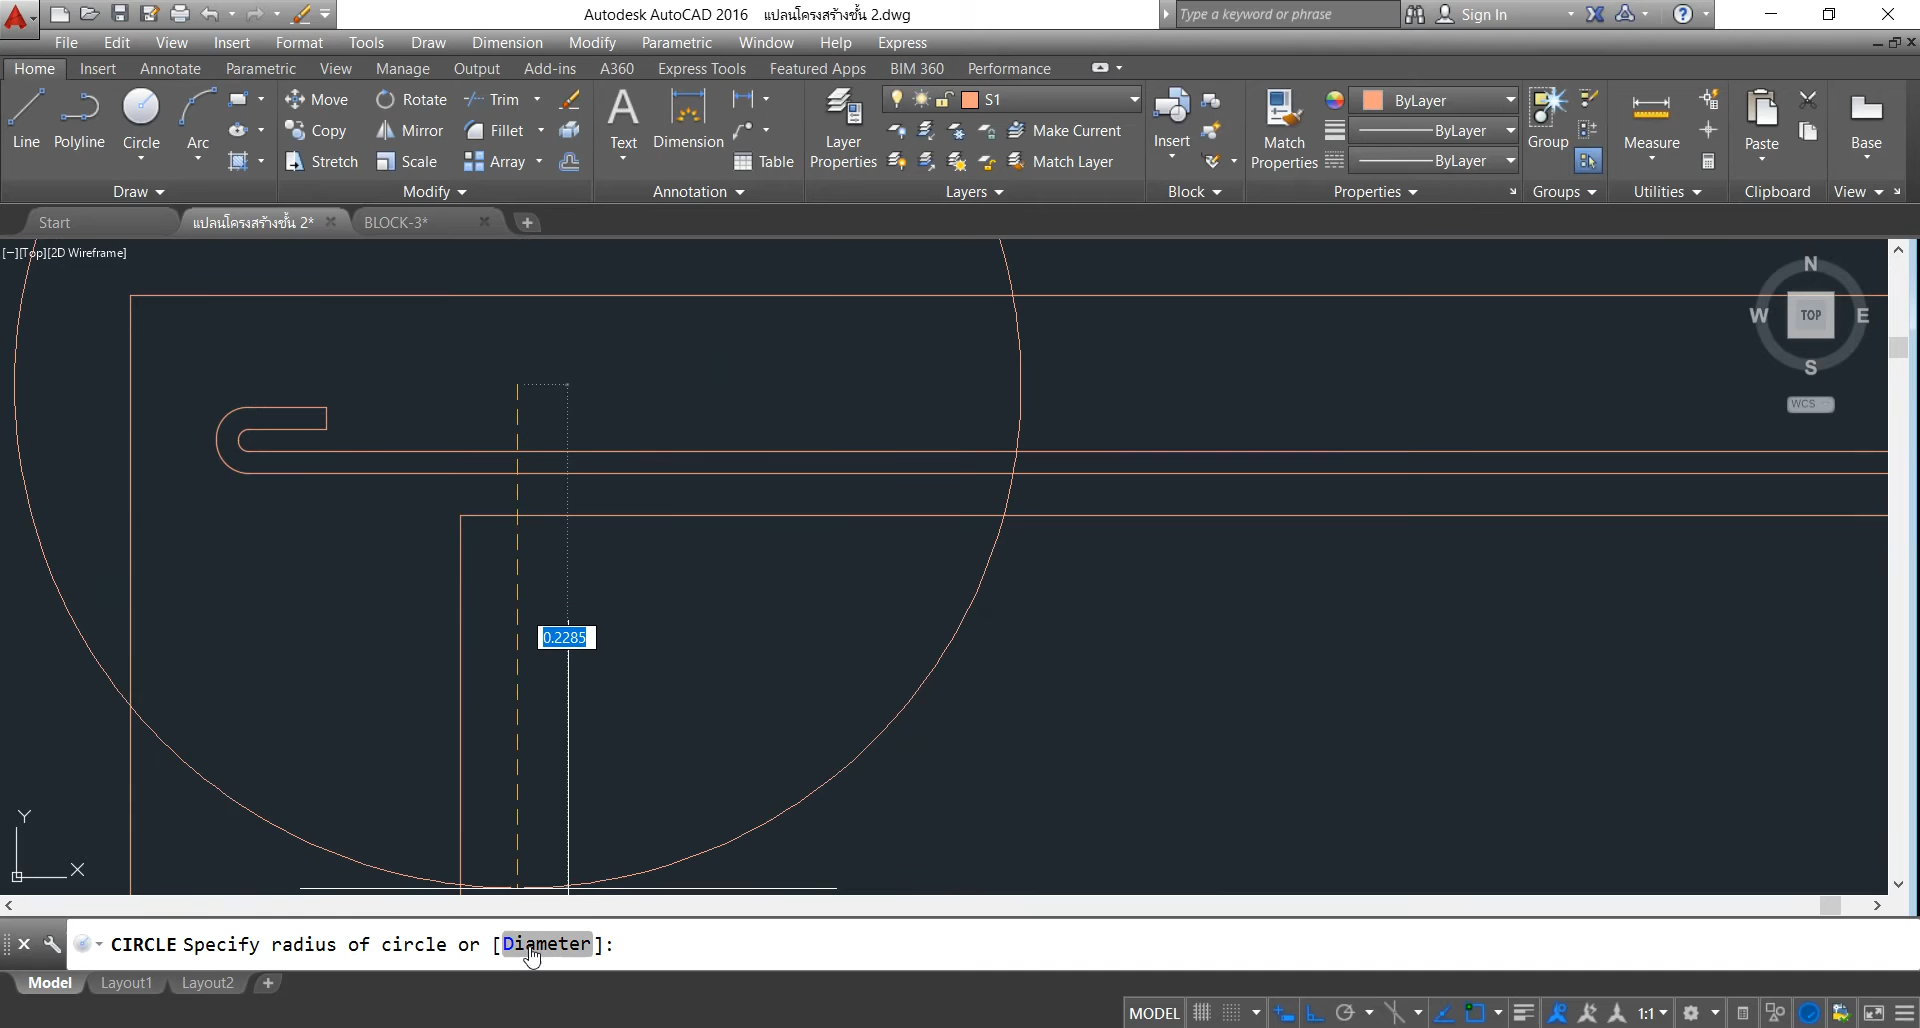 Autodesk AutoCAD 2016 แปลนโครงสร้างชั้น 2.dwg
Type a keyword or phrase
Sign In
File Edit View Insert Format Tools Draw Dimension Modify Parametric Window Help Express
Home Insert Annotate Parametric View Manage Output Add-ins A360 Express Tools Featured Apps BIM 360 Performance
Line Polyline Circle Arc
Move Rotate Trim
Copy Mirror Fillet
Stretch Scale Array
Text Dimension Table
Layer Properties
S1
Make Current
Match Layer
Insert
Match Properties
ByLayer
ByLayer
ByLayer
Group
Measure
Paste
Base
Draw Modify Annotation Layers Block Properties Groups Utilities Clipboard View
Start แปลนโครงสร้างชั้น 2* BLOCK-3*
[−][Top][2D Wireframe]
N
W TOP E
S
WCS
0.2285
Y
X
CIRCLE Specify radius of circle or [Diameter]:
Model Layout1 Layout2
MODEL 1:1